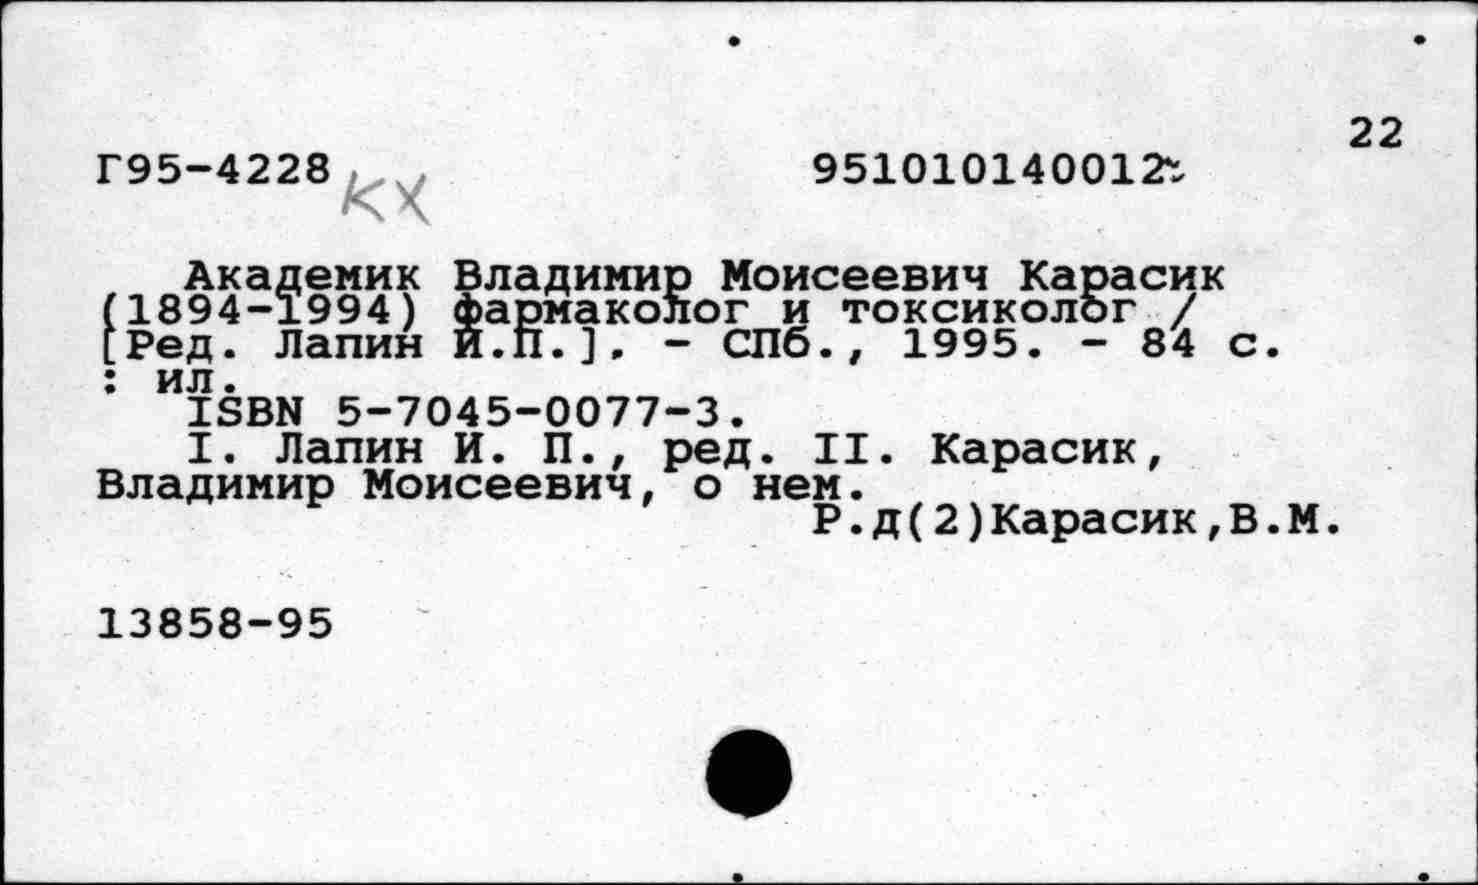 22
Г95-4228 951010140012
КХ
Академик Владимир Моисеевич Карасик
(1894-1994) фармаколог и токсиколог /
[Ред. Лапин И.П.]. - СПб., 1995. - 84 с.
: ил.
ISBN 5-7045-0077-3.
I. Лапин И. П., ред. II. Карасик,
Владимир Моисеевич, о нем.
Р.д(2)Карасик,В.М.
13858-95